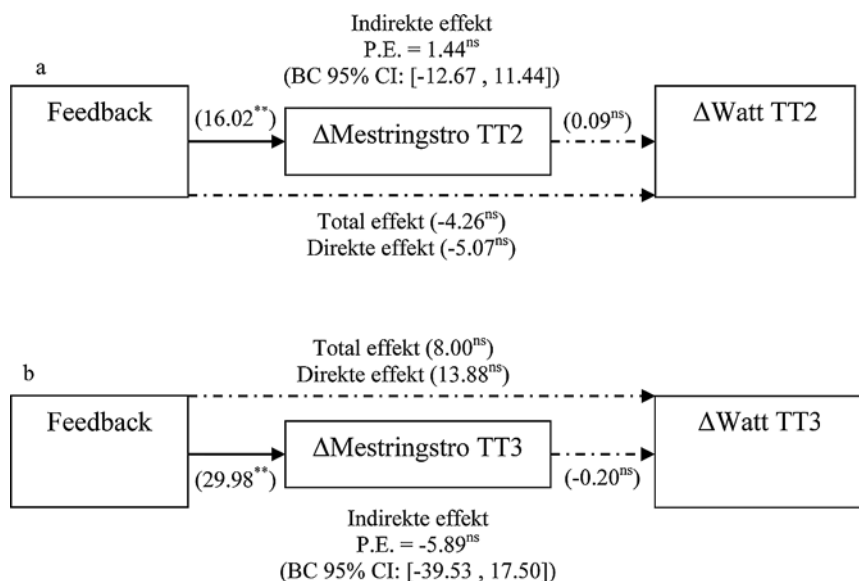 Indirekte effekt
P.E. = 1.44ns
(BC 95% CI: [-12.67 , 11.44])
a
Feedback
(16.02**)
ΔMestringstro TT2
(0.09ns)
ΔWatt TT2
Total effekt (-4.26ns)
Direkte effekt (-5.07ns)
Total effekt (8.00ns)
Direkte effekt (13.88ns)
b
Feedback
(29.98**)
ΔMestringstro TT3
(-0.20ns)
ΔWatt TT3
Indirekte effekt
P.E. = -5.89ns
(BC 95% CI: [-39.53 , 17.50])